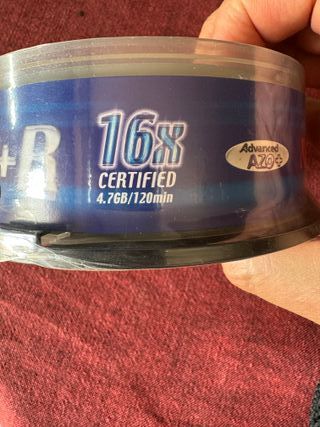 +R
16x
CERTIFIED
4.7GB/120min
Advanced
AZO+